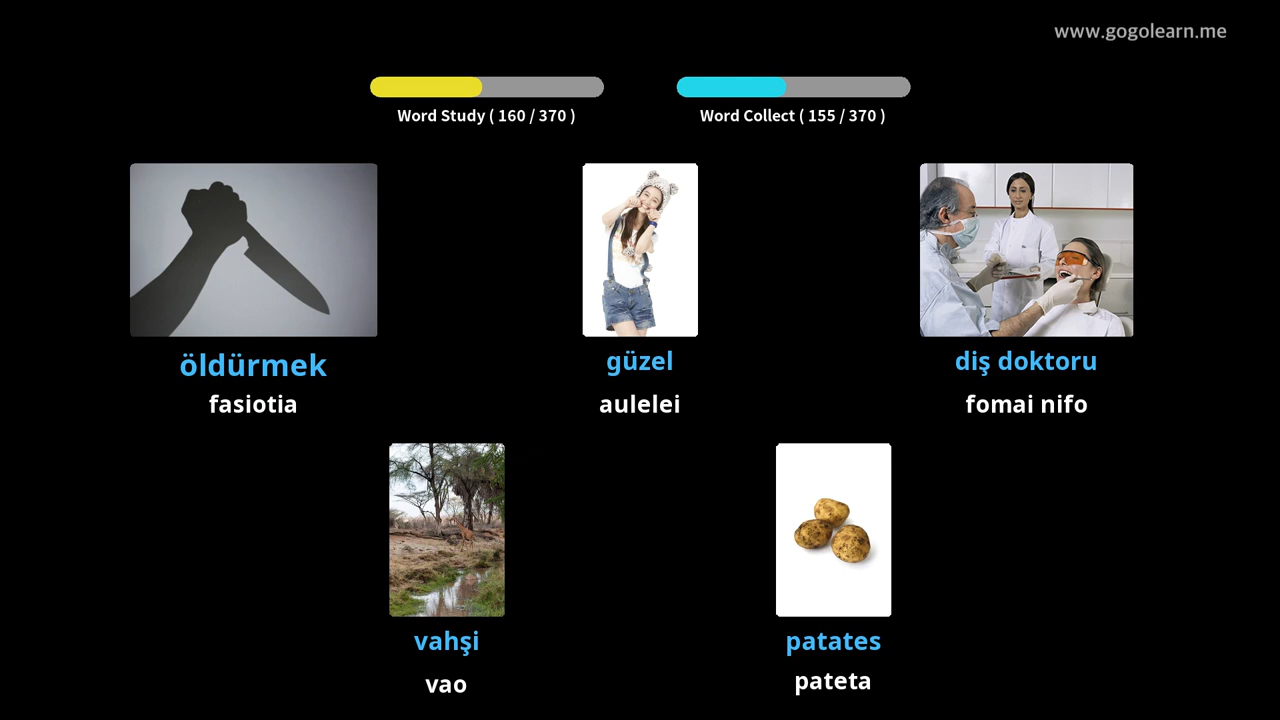 www.gogolearn.me
Word Study ( 160 / 370 )
Word Collect ( 155 / 370 )
öldürmek
fasiotia
güzel
aulelei
diş doktoru
fomai nifo
vahşi
vao
patates
pateta